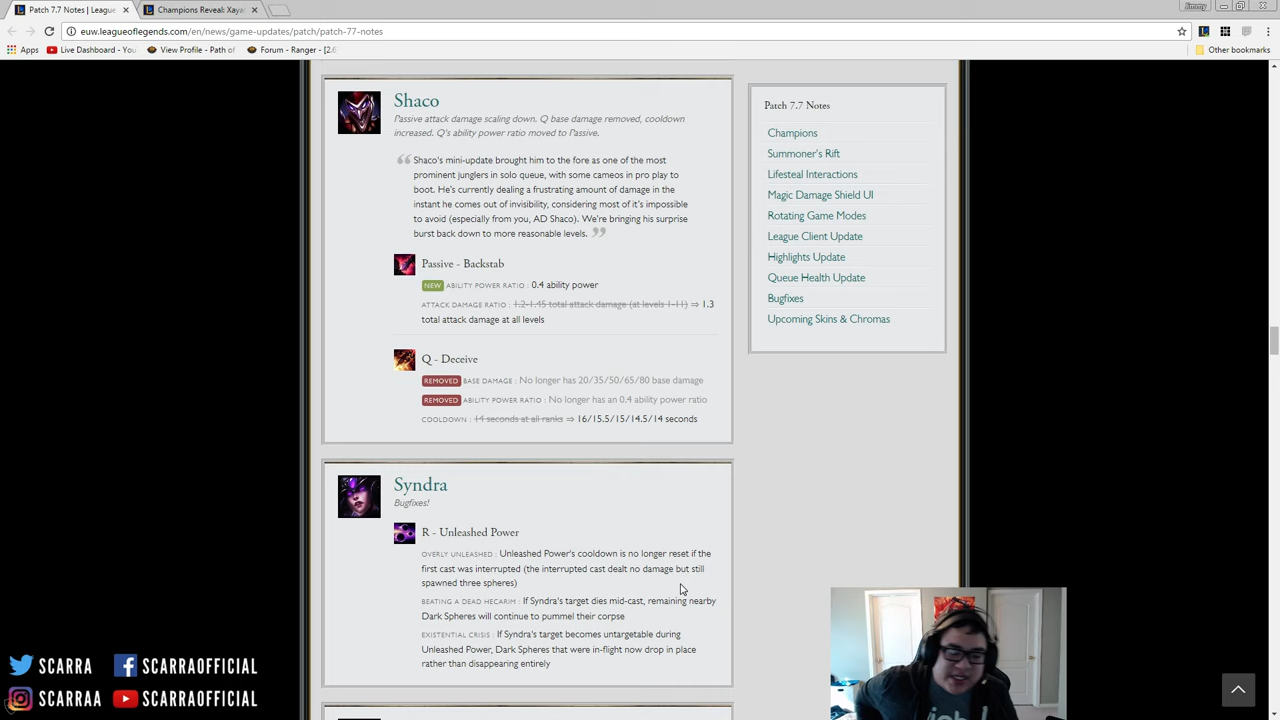 Patch 7.7 Notes | Leagu
Champions Reveal: Xaya
Jimmy
euw.leagueoflegends.com/en/news/game-updates/patch/patch-77-notes
Apps
Live Dashboard - You
View Profile - Path of
Forum - Ranger - [2.6
Other bookmarks
Shaco
Passive attack damage scaling down. Q base damage removed, cooldown
increased. Q's ability power ratio moved to Passive.
Shaco's mini-update brought him to the fore as one of the most
prominent junglers in solo queue, with some cameos in pro play to
boot. He's currently dealing a frustrating amount of damage in the
instant he comes out of invisibility, considering most of it's impossible
to avoid (especially from you, AD Shaco). We're bringing his surprise
burst back down to more reasonable levels.
Passive - Backstab
NEW ABILITY POWER RATIO : 0.4 ability power
ATTACK DAMAGE RATIO : 1.2-1.45 total attack damage (at levels 1-11) ⇒ 1.3
total attack damage at all levels
Q - Deceive
REMOVED BASE DAMAGE : No longer has 20/35/50/65/80 base damage
REMOVED ABILITY POWER RATIO : No longer has an 0.4 ability power ratio
COOLDOWN : 14 seconds at all ranks ⇒ 16/15.5/15/14.5/14 seconds
Syndra
Bugfixes!
R - Unleashed Power
OVERLY UNLEASHED : Unleashed Power's cooldown is no longer reset if the
first cast was interrupted (the interrupted cast dealt no damage but still
spawned three spheres)
BEATING A DEAD HECARIM : If Syndra's target dies mid-cast, remaining nearby
Dark Spheres will continue to pummel their corpse
EXISTENTIAL CRISIS : If Syndra's target becomes untargetable during
Unleashed Power, Dark Spheres that were in-flight now drop in place
rather than disappearing entirely
Patch 7.7 Notes
Champions
Summoner's Rift
Lifesteal Interactions
Magic Damage Shield UI
Rotating Game Modes
League Client Update
Highlights Update
Queue Health Update
Bugfixes
Upcoming Skins & Chromas
SCARRA
SCARRAOFFICIAL
SCARRAA
SCARRAOFFICIAL